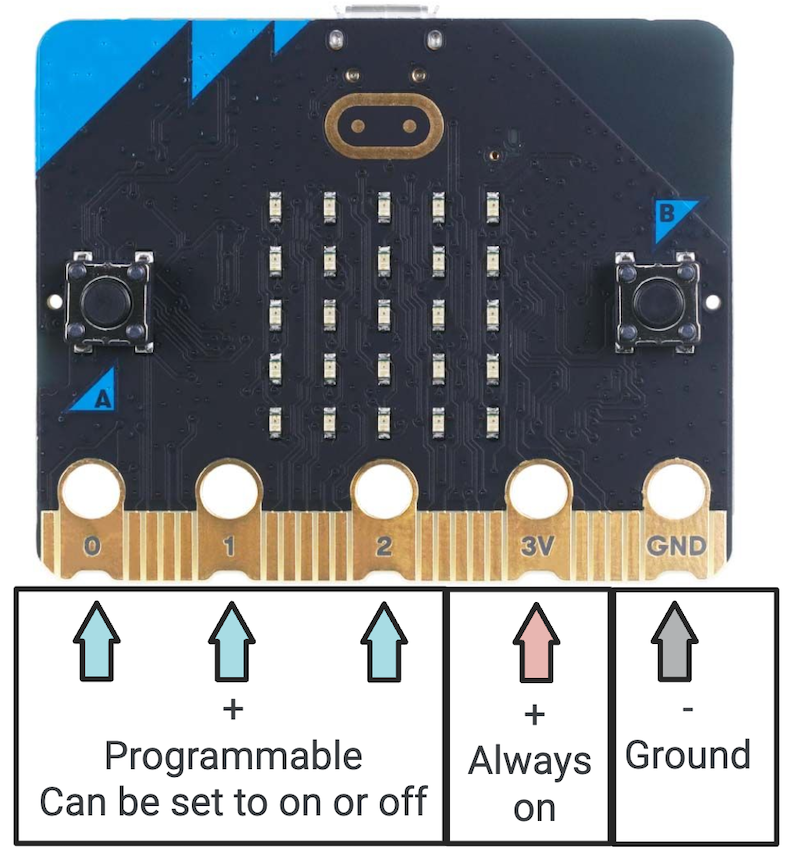 B
A
0 1 2 3V GND
+
Programmable
Can be set to on or off
+
Always
on
-
Ground